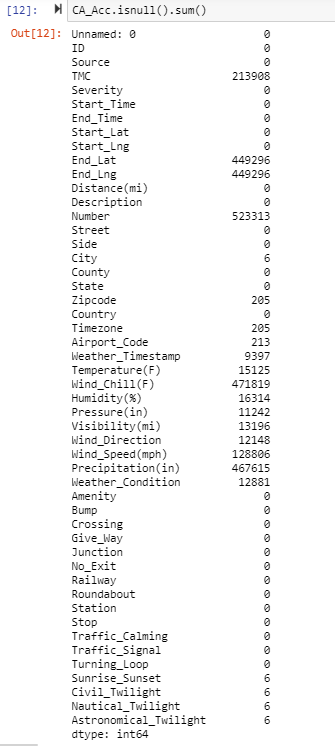 [12]: CA_Acc.isnull().sum()
Out[12]: Unnamed: 0 0
ID 0
Source 0
TMC 213908
Severity 0
Start_Time 0
End_Time 0
Start_Lat 0
Start_Lng 0
End_Lat 449296
End_Lng 449296
Distance(mi) 0
Description 0
Number 523313
Street 0
Side 0
City 6
County 0
State 0
Zipcode 205
Country 0
Timezone 205
Airport_Code 213
Weather_Timestamp 9397
Temperature(F) 15125
Wind_Chill(F) 471819
Humidity(%) 16314
Pressure(in) 11242
Visibility(mi) 13196
Wind_Direction 12148
Wind_Speed(mph) 128806
Precipitation(in) 467615
Weather_Condition 12881
Amenity 0
Bump 0
Crossing 0
Give_Way 0
Junction 0
No_Exit 0
Railway 0
Roundabout 0
Station 0
Stop 0
Traffic_Calming 0
Traffic_Signal 0
Turning_Loop 0
Sunrise_Sunset 6
Civil_Twilight 6
Nautical_Twilight 6
Astronomical_Twilight 6
dtype: int64